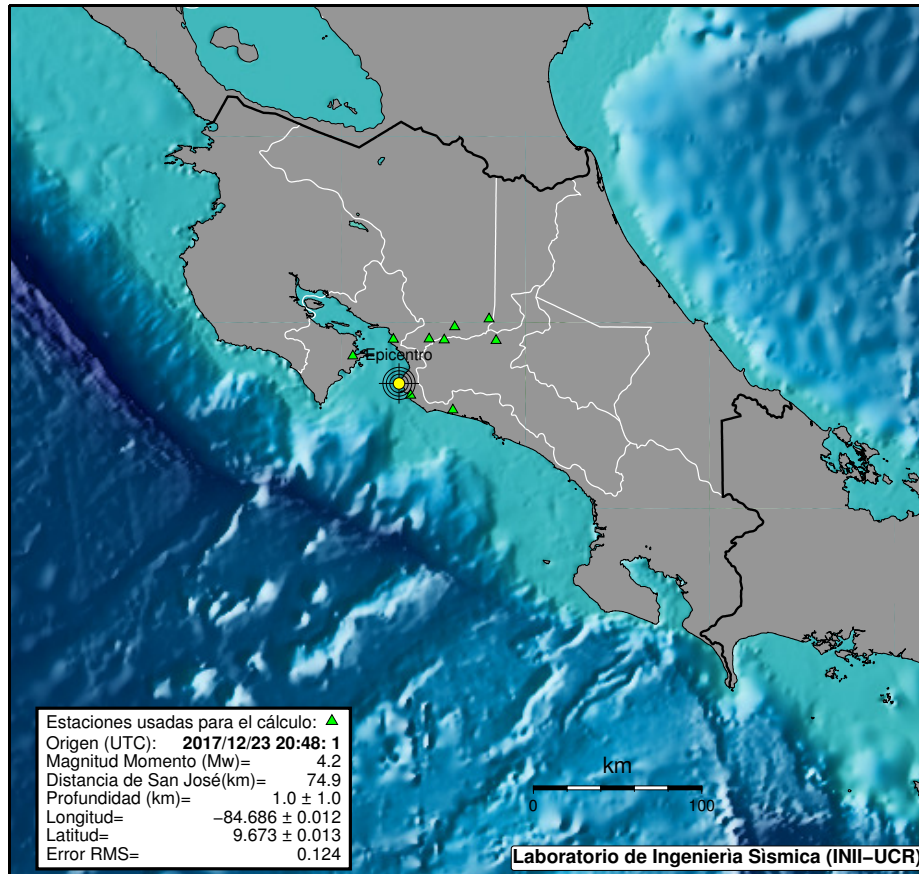 Epicentro
km
0 100
Estaciones usadas para el cálculo:
Origen (UTC): 2017/12/23 20:48: 1
Magnitud Momento (Mw)= 4.2
Distancia de San José(km)= 74.9
Profundidad (km)= 1.0 ± 1.0
Longitud= −84.686 ± 0.012
Latitud= 9.673 ± 0.013
Error RMS= 0.124
Laboratorio de Ingenierìa Sìsmica (INII−UCR)